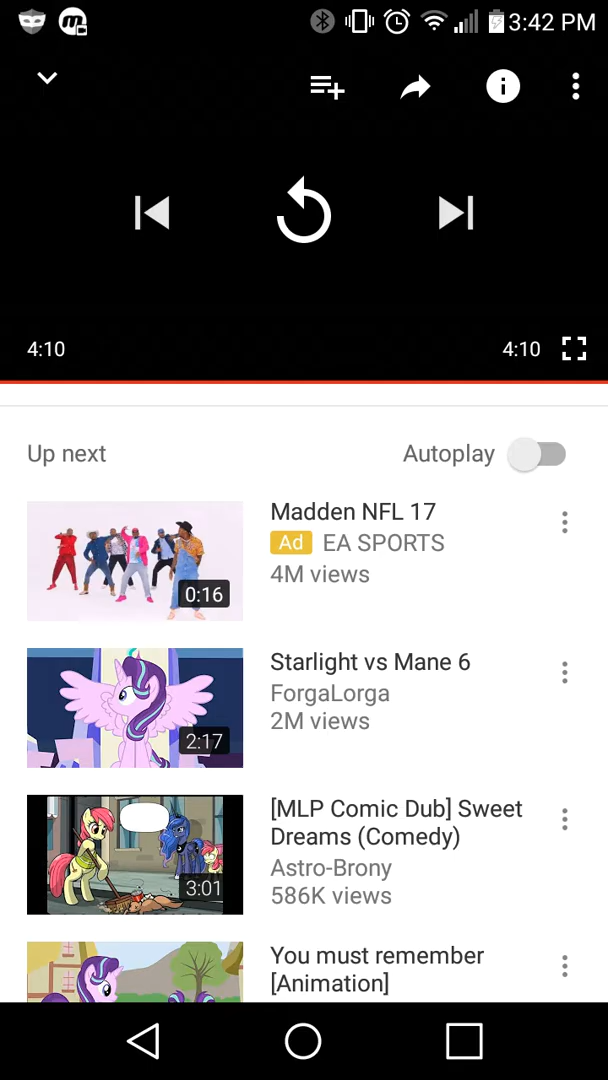 3:42 PM
4:10
4:10
Up next
Autoplay
Madden NFL 17
Ad EA SPORTS
4M views
0:16
Starlight vs Mane 6
ForgaLorga
2M views
2:17
[MLP Comic Dub] Sweet
Dreams (Comedy)
Astro-Brony
586K views
3:01
You must remember
[Animation]